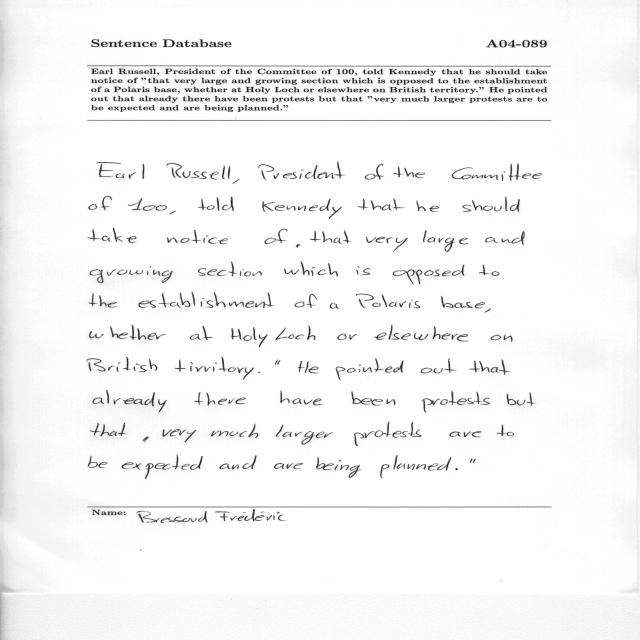 Sentence Database A04-089
Earl Russell, President of the Committee of 100, told Kennedy that he should take
notice of "that very large and growing section which is opposed to the establishment
of a Polaris base, whether at Holy Loch or elsewhere on British territory." He pointed
out that already there have been protests but that "very much larger protests are to
be expected and are being planned."
Earl Russell, President of the Committee
of 100, told Kennedy that he should
take notice of, that very large and
growing section which is opposed to
the establishment of a Polaris base,
whether at Holy Loch or elsewhere on
British tirritory." He pointed out that
already there have been protests but
that , very much larger protests are to
be expected and are being planned."
Name: Bressoud Frédéric